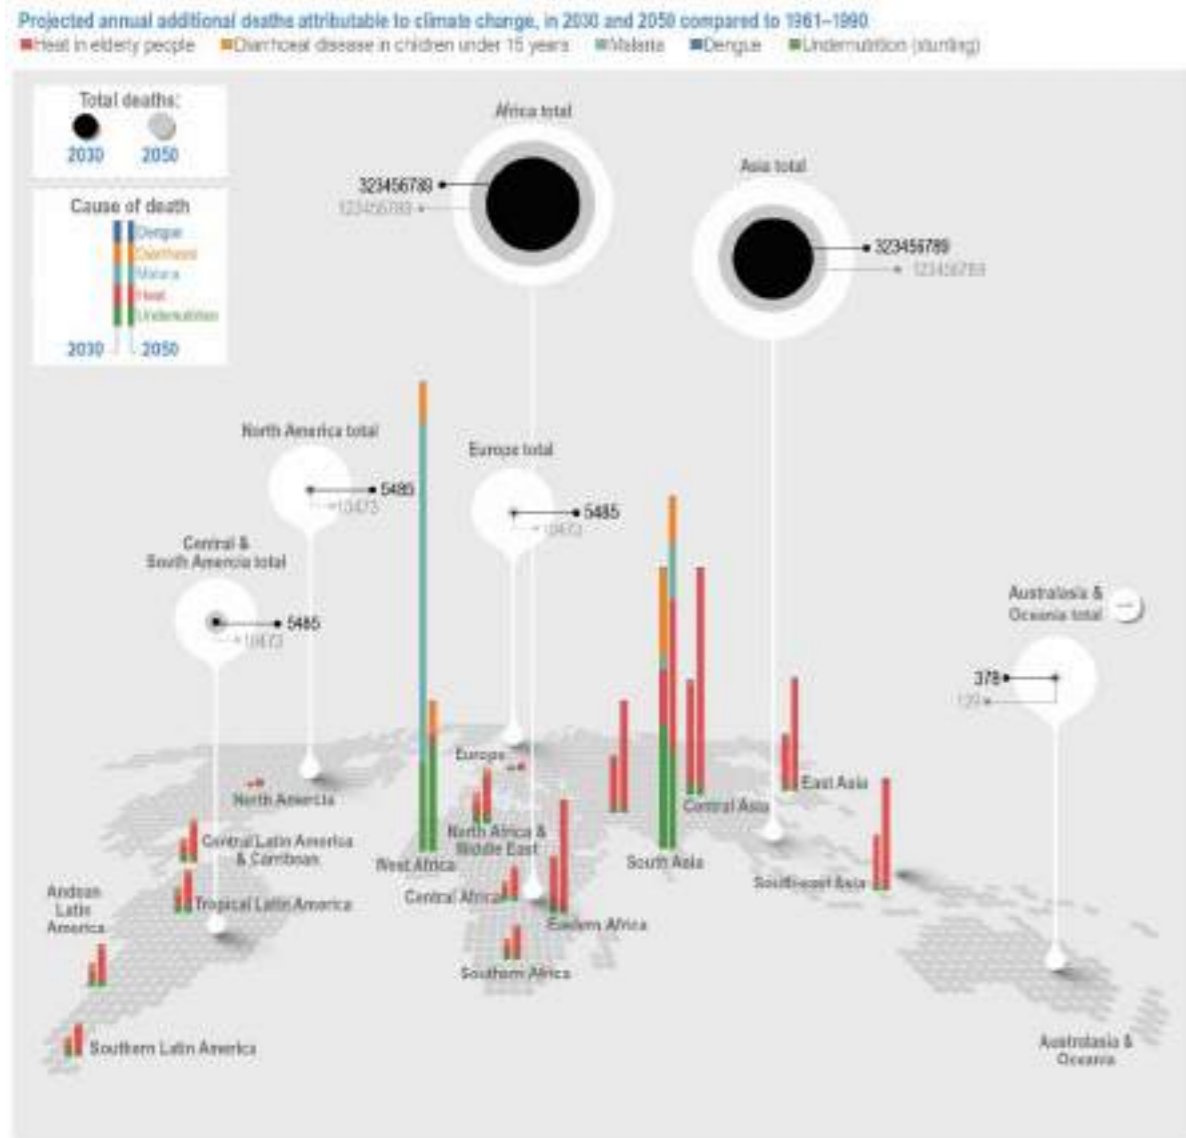 Projected annual additional deaths attributable to climate change, in 2030 and 2050 compared to 1961–1990
Heat in elderly people Diarrhoeal disease in children under 15 years Malaria Dengue Undernutrition (stunting)
Total deaths:
2030 2050
Cause of death
Dengue
Diarrhoeal
Malaria
Heat
Undernutrition
2030 2050
Africa total
323456789
123456789
Asia total
323456789
123456789
North America total
5485
10473
Europe total
5485
10473
Central &
South Amercia total
5485
10473
Australasia &
Oceania total
378
129
Europe
North Amercia
Central Latin America
& Carribean
Tropical Latin America
Andean
Latin
America
Southern Latin America
West Africa
North Africa &
Middle East
Central Africa
Eastern Africa
Southern Africa
South Asia
Central Asia
East Asia
South-east Asia
Australasia &
Oceania